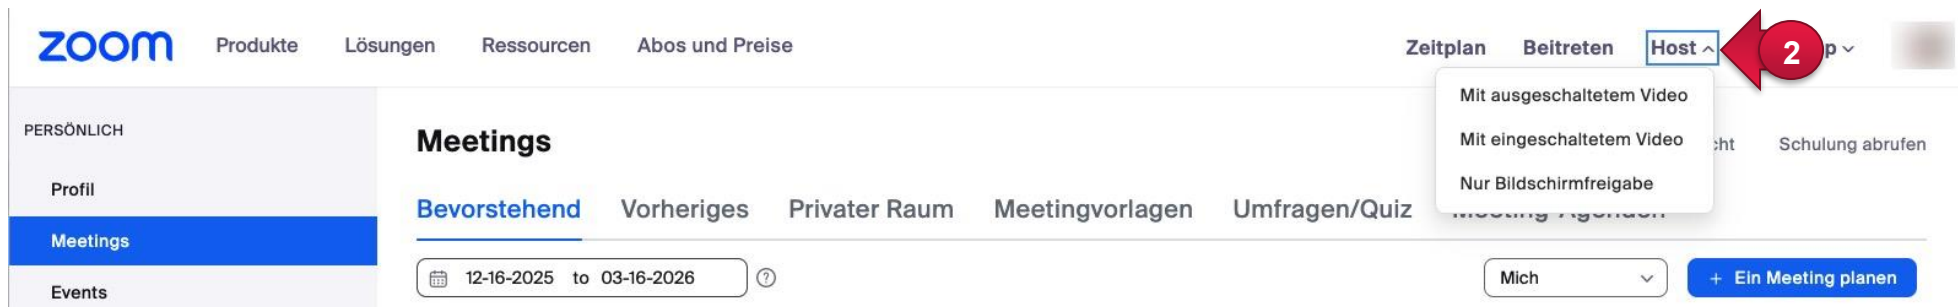 zoom Produkte Lösungen Ressourcen Abos und Preise Zeitplan Beitreten Host 2
Mit ausgeschaltetem Video
PERSÖNLICH
Meetings
Mit eingeschaltetem Video
Schulung abrufen
Profil
Nur Bildschirmfreigabe
Bevorstehend Vorheriges Privater Raum Meetingvorlagen Umfragen/Quiz
Meetings
12-16-2025 to 03-16-2026 ? Mich + Ein Meeting planen
Events